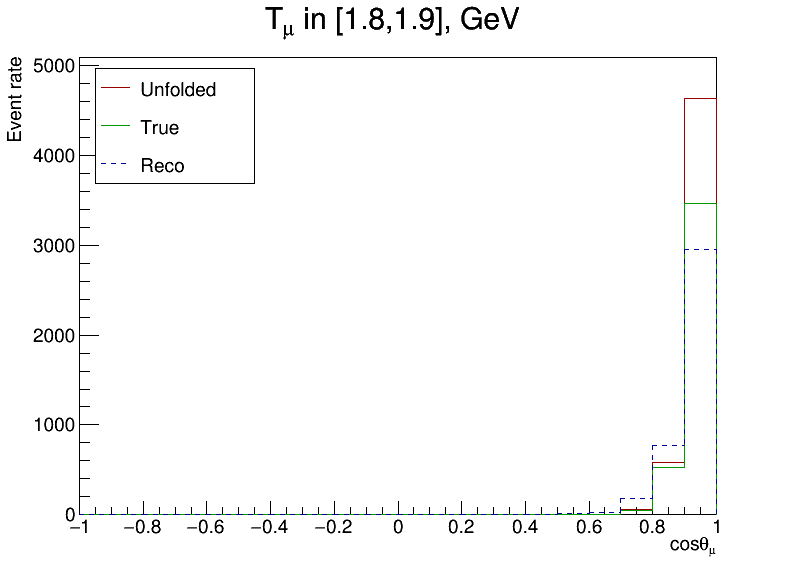 Tμ in [1.8,1.9], GeV
Event rate
5000
4000
3000
2000
1000
0
Unfolded
True
Reco
−1 −0.8 −0.6 −0.4 −0.2 0 0.2 0.4 0.6 0.8 1
cosθμ